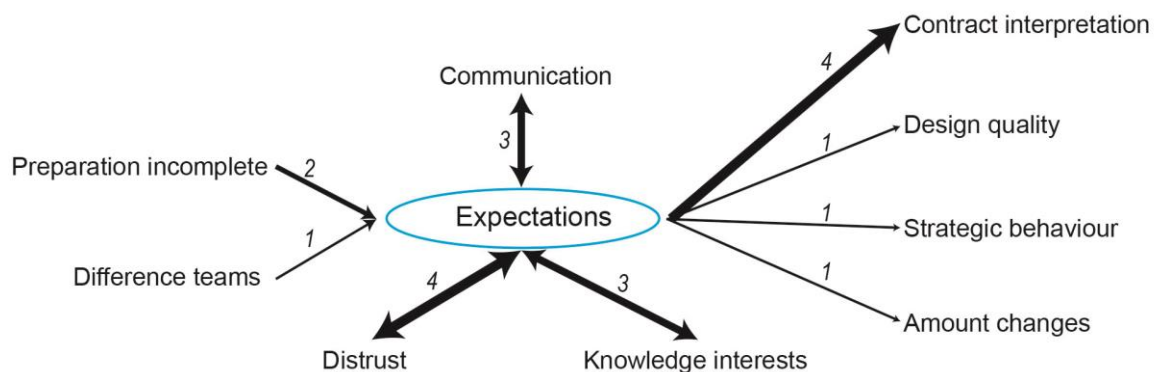 Contract interpretation
4
Communication
3
Design quality
1
Preparation incomplete
2
Expectations
1
Strategic behaviour
1
Difference teams
4
3
1
Amount changes
Distrust
Knowledge interests